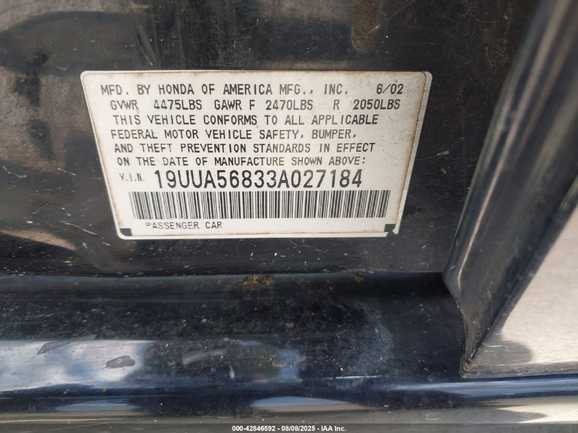 MFD. BY HONDA OF AMERICA MFG., INC. 6/02
GVWR 4475LBS GAWR F 2470LBS R 2050LBS
THIS VEHICLE CONFORMS TO ALL APPLICABLE
FEDERAL MOTOR VEHICLE SAFETY, BUMPER,
AND THEFT PREVENTION STANDARDS IN EFFECT
ON THE DATE OF MANUFACTURE SHOWN ABOVE:
V.I.N. 19UUA56833A027184
PASSENGER CAR
000-42846592 - 08/08/2025 - IAA Inc.